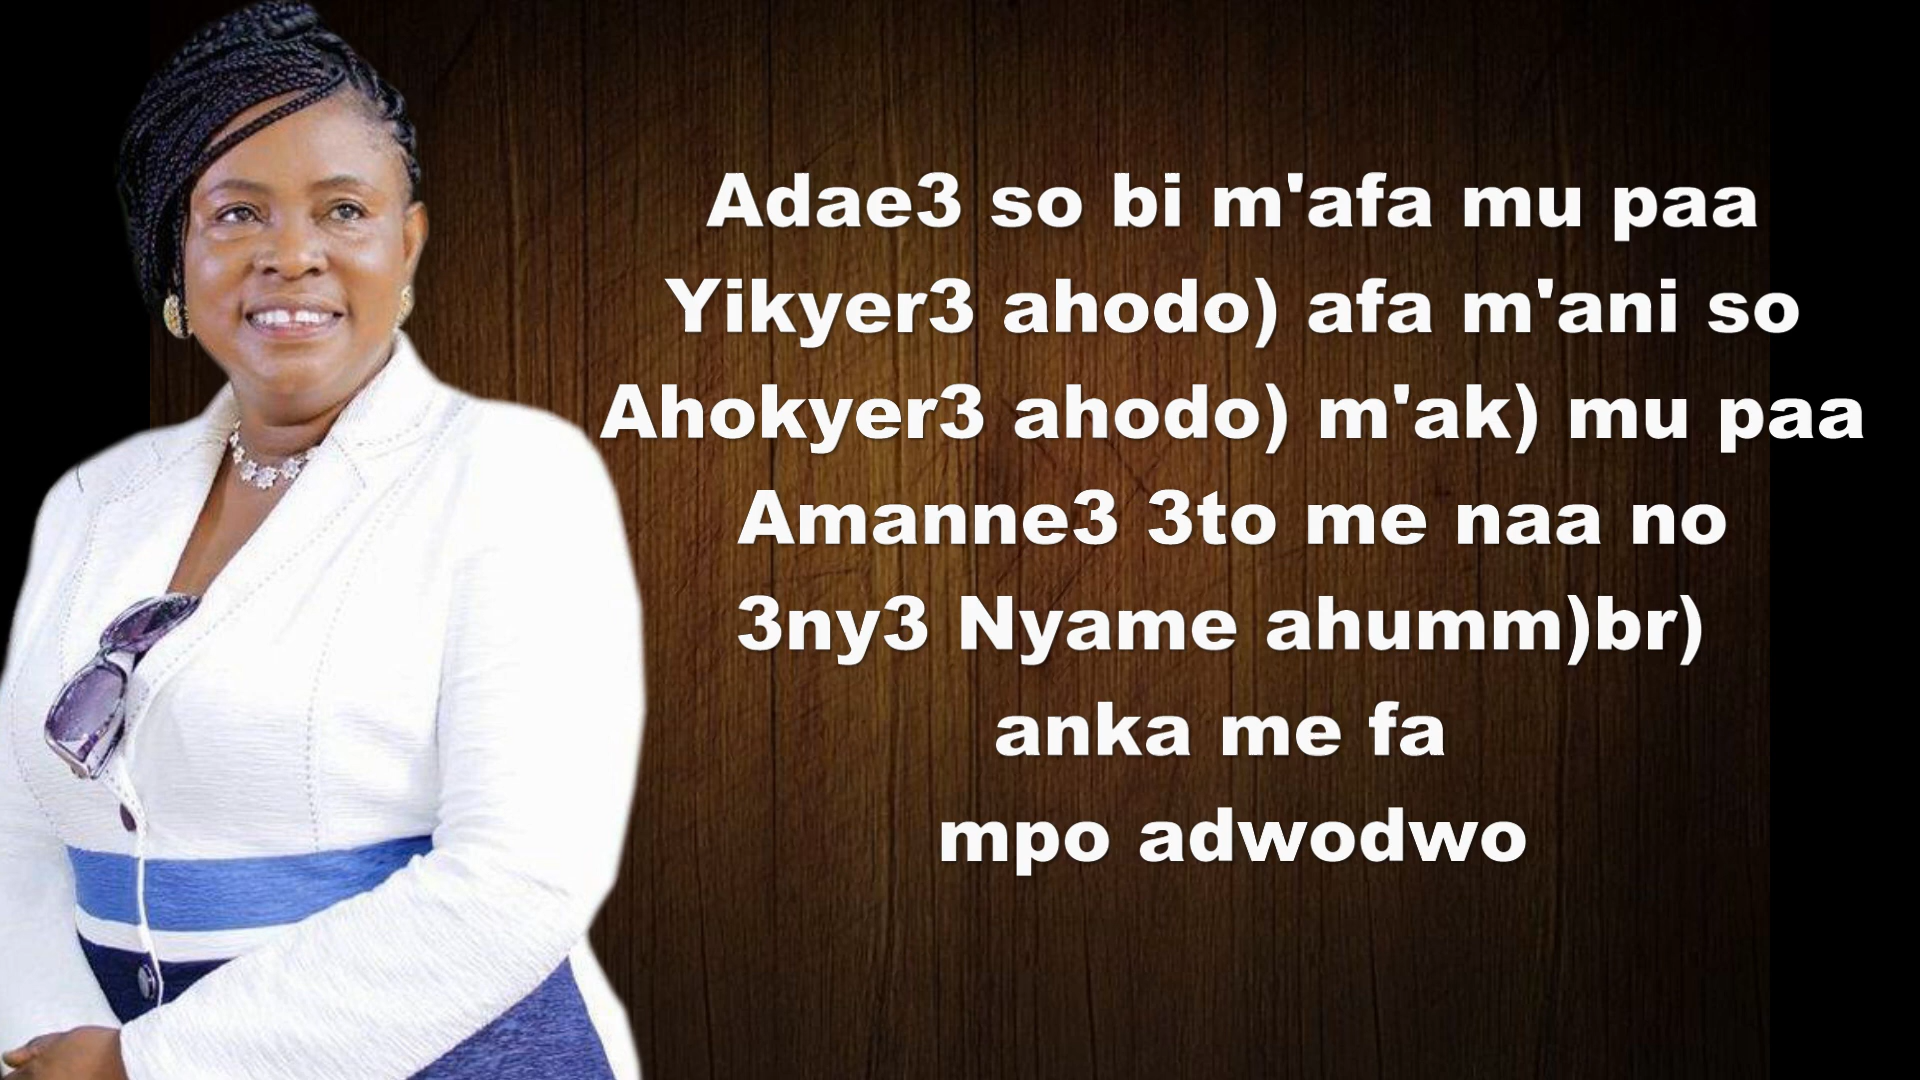 Adae3 so bi m'afa mu paa
Yikyer3 ahodo) afa m'ani so
Ahokyer3 ahodo) m'ak) mu paa
Amanne3 3to me naa no
3ny3 Nyame ahumm)br)
anka me fa
mpo adwodwo